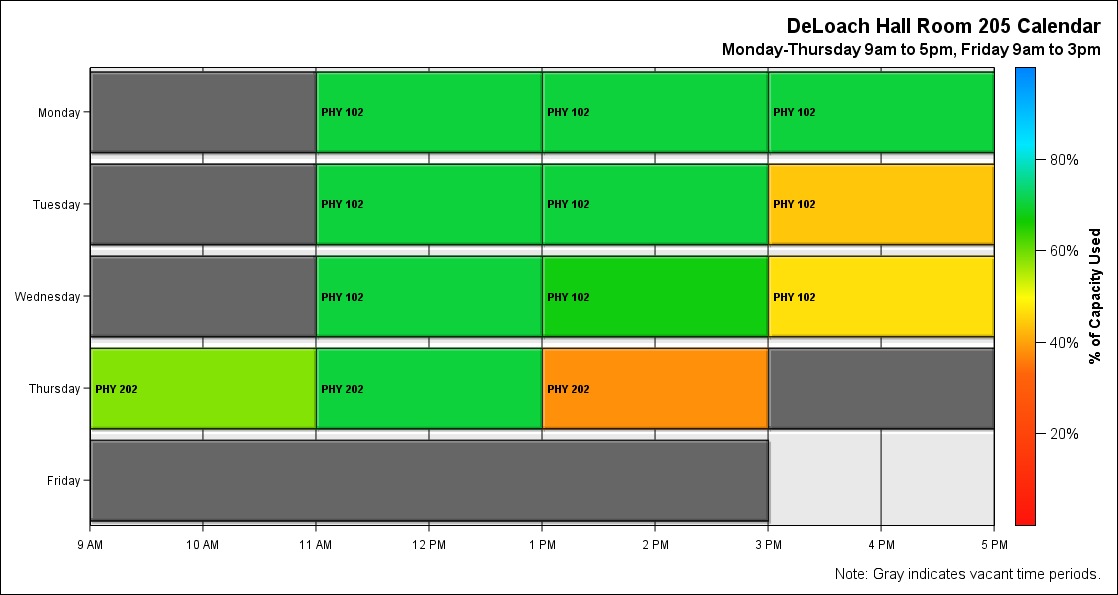 DeLoach Hall Room 205 Calendar
Monday-Thursday 9am to 5pm, Friday 9am to 3pm
Monday
PHY 102
PHY 102
PHY 102
Tuesday
PHY 102
PHY 102
PHY 102
Wednesday
PHY 102
PHY 102
PHY 102
Thursday
PHY 202
PHY 202
PHY 202
Friday
9 AM
10 AM
11 AM
12 PM
1 PM
2 PM
3 PM
4 PM
5 PM
80%
60%
40%
20%
% of Capacity Used
Note: Gray indicates vacant time periods.